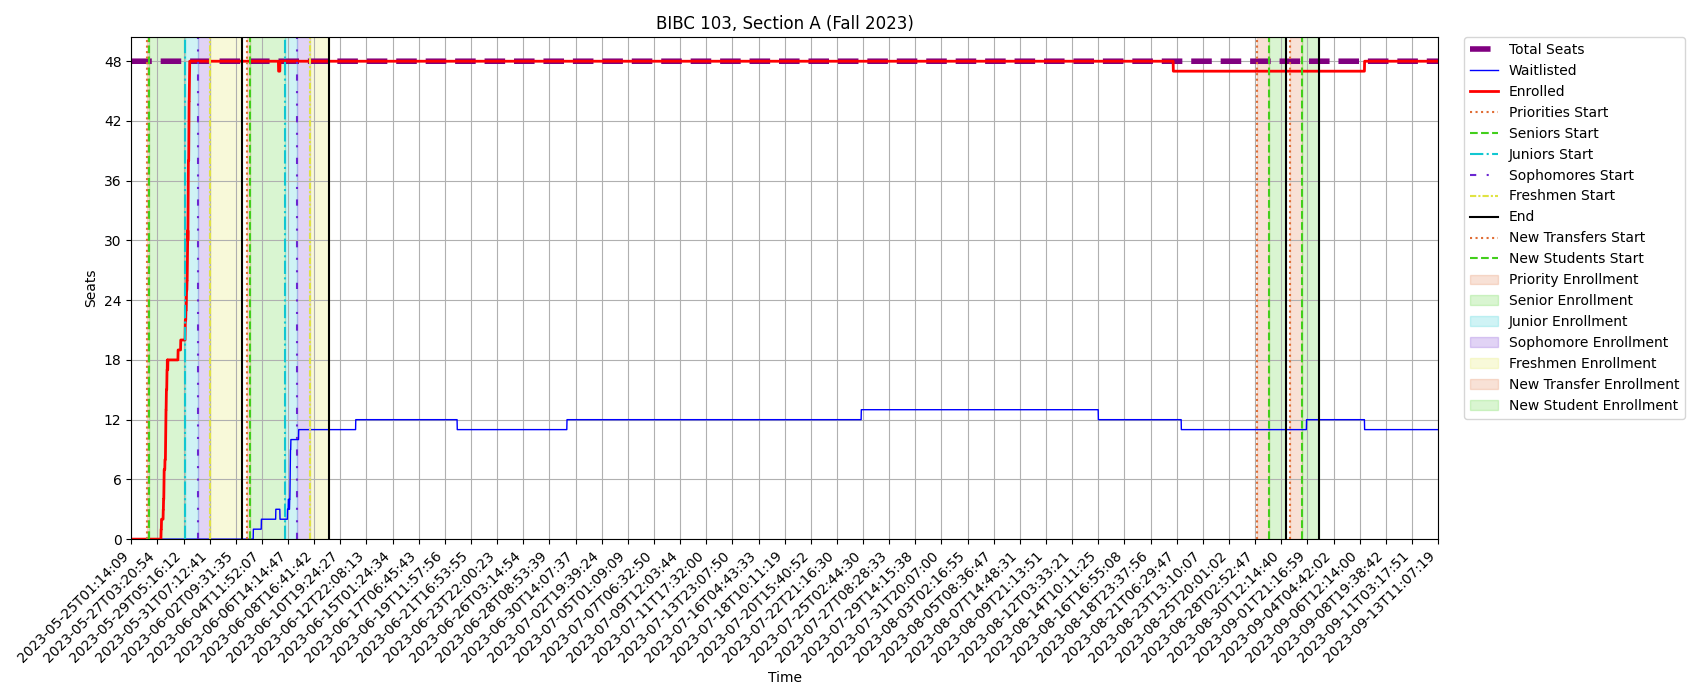 BIBC 103, Section A (Fall 2023)
Seats
48
42
36
30
24
18
12
6
0
2023-05-25T01:14:09
2023-05-27T03:20:54
2023-05-29T05:16:12
2023-05-31T07:12:41
2023-06-02T09:31:35
2023-06-04T11:52:07
2023-06-06T14:14:47
2023-06-08T16:41:42
2023-06-10T19:24:27
2023-06-12T22:08:13
2023-06-15T01:24:34
2023-06-17T06:45:43
2023-06-19T11:57:56
2023-06-21T16:53:55
2023-06-23T22:00:23
2023-06-26T03:14:54
2023-06-28T08:53:39
2023-06-30T14:07:37
2023-07-02T19:39:24
2023-07-05T01:09:09
2023-07-07T06:32:50
2023-07-09T12:03:44
2023-07-11T17:32:00
2023-07-13T23:07:50
2023-07-16T04:43:33
2023-07-18T10:11:19
2023-07-20T15:40:52
2023-07-22T21:16:30
2023-07-25T02:44:30
2023-07-27T08:28:33
2023-07-29T14:15:38
2023-07-31T20:07:00
2023-08-03T02:16:55
2023-08-05T08:36:47
2023-08-07T14:48:31
2023-08-09T21:13:51
2023-08-12T03:33:21
2023-08-14T10:11:25
2023-08-16T16:55:08
2023-08-18T23:37:56
2023-08-21T06:29:47
2023-08-23T13:10:07
2023-08-25T20:01:02
2023-08-28T02:52:47
2023-08-30T12:14:40
2023-09-01T21:16:59
2023-09-04T04:42:02
2023-09-06T12:14:00
2023-09-08T19:38:42
2023-09-11T03:17:51
2023-09-13T11:07:19
Time
Total Seats
Waitlisted
Enrolled
Priorities Start
Seniors Start
Juniors Start
Sophomores Start
Freshmen Start
End
New Transfers Start
New Students Start
Priority Enrollment
Senior Enrollment
Junior Enrollment
Sophomore Enrollment
Freshmen Enrollment
New Transfer Enrollment
New Student Enrollment